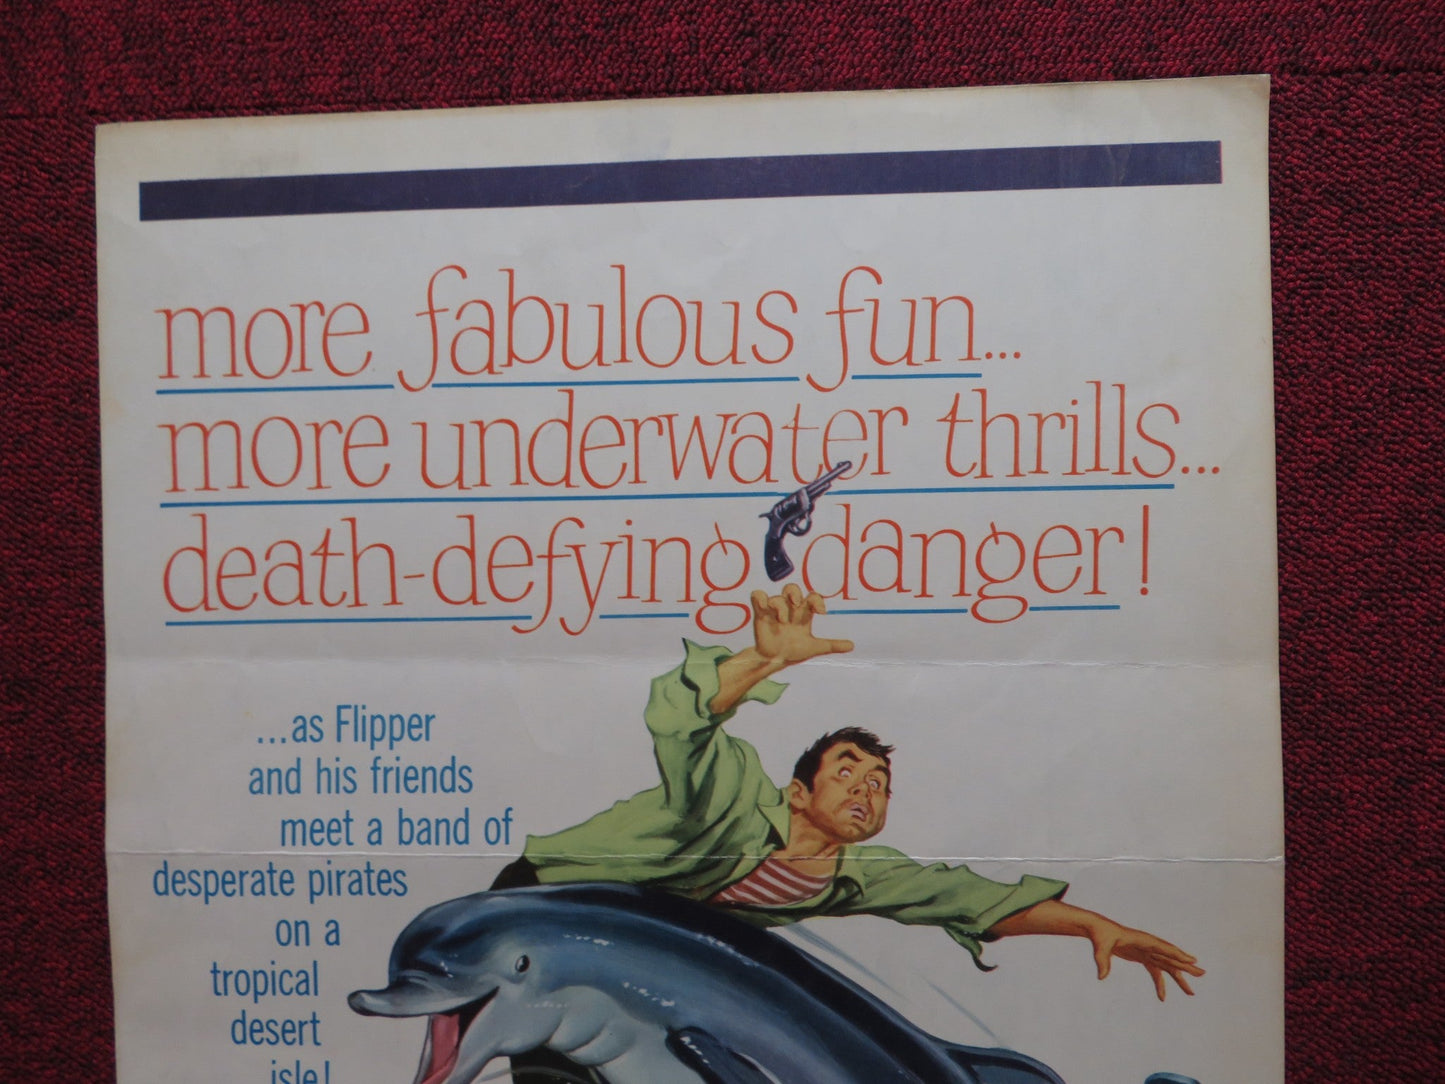 more fabulous fun...
more underwater thrills...
death-defying danger!
...as Flipper
and his friends
meet a band of
desperate pirates
on a
tropical
desert
isle!